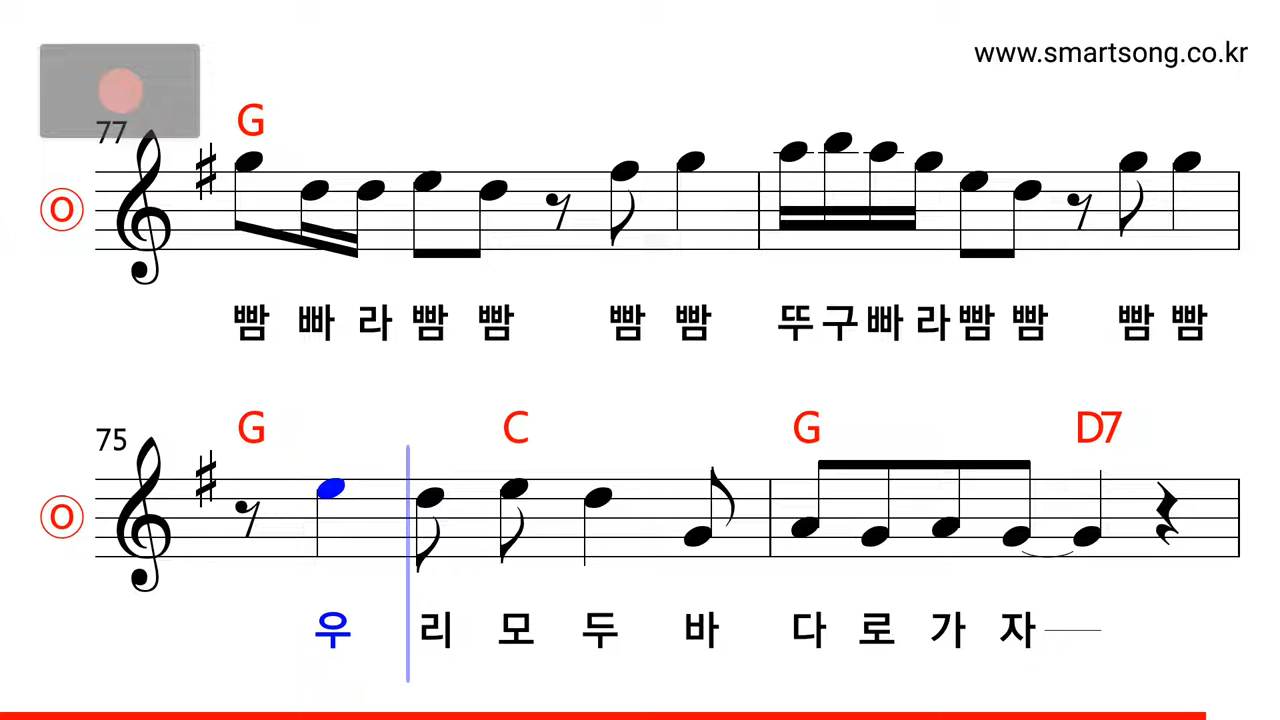 www.smartsong.co.kr
77
G
O
빰 빠 라 빰 빰 빰 빰 뚜 구 빠 라 빰 빰 빰 빰
75
G C G D7
O
우 리 모 두 바 다 로 가 자